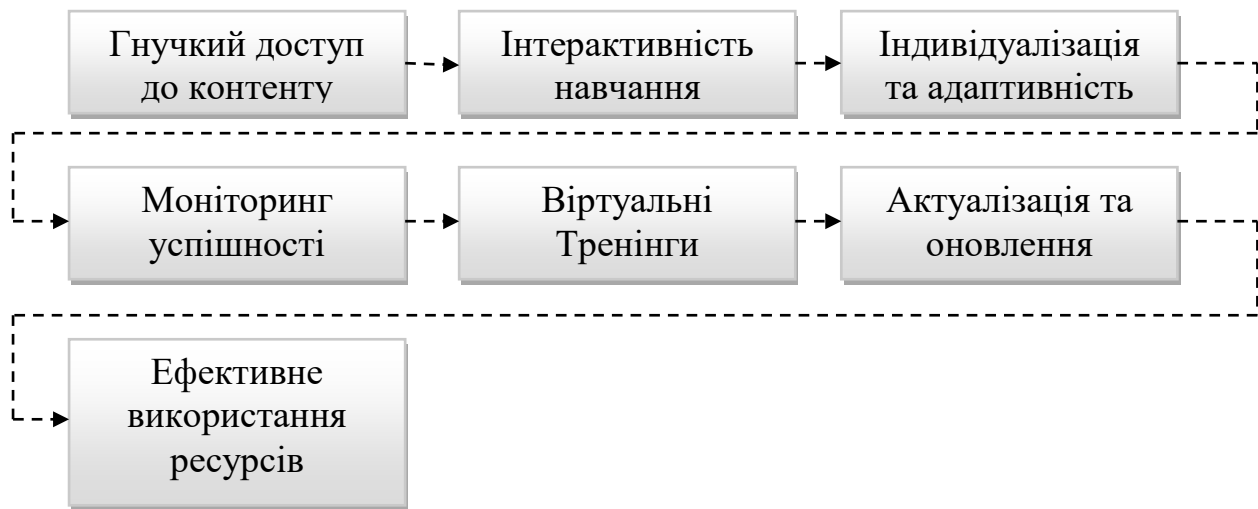 Гнучкий доступ
до контенту
Інтерактивність
навчання
Індивідуалізація
та адаптивність
Моніторинг
успішності
Віртуальні
Тренінги
Актуалізація та
оновлення
Ефективне
використання
ресурсів